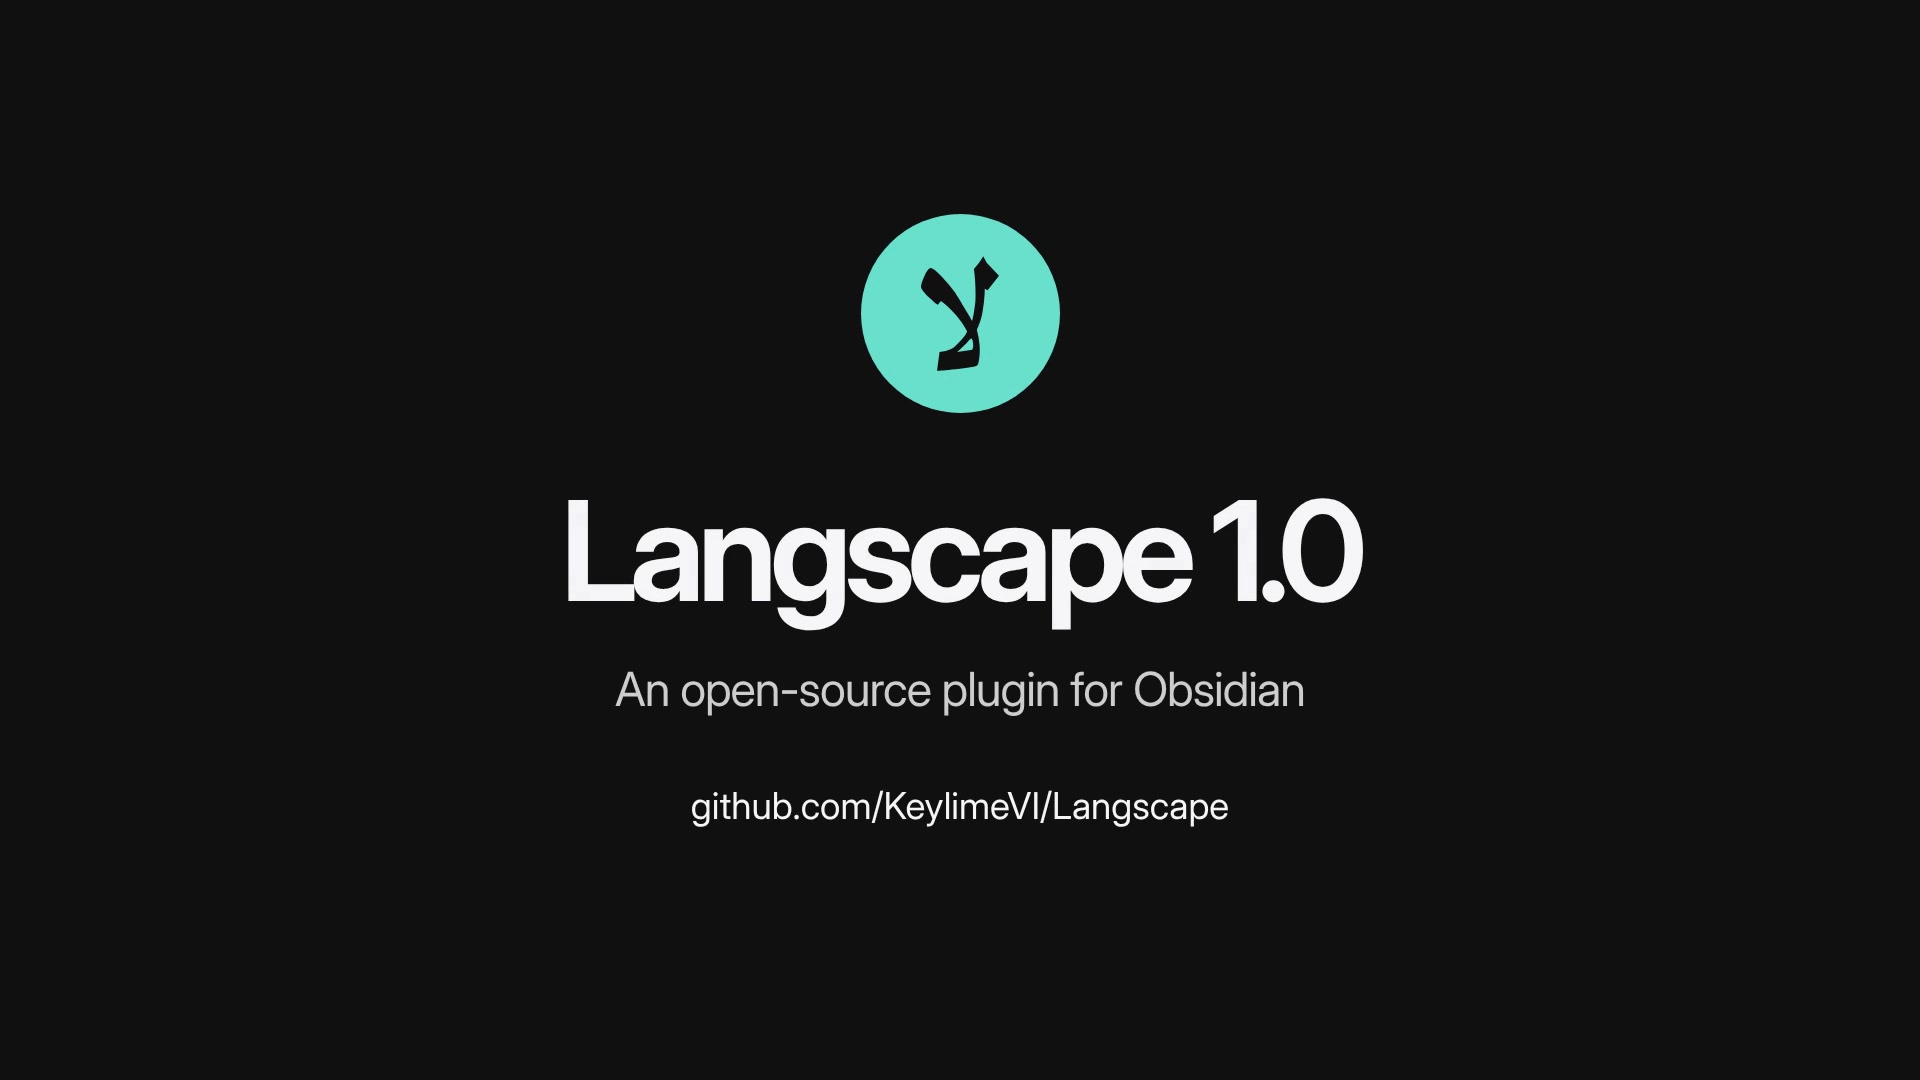 لا
Langscape 1.0
An open-source plugin for Obsidian
github.com/KeylimeVI/Langscape